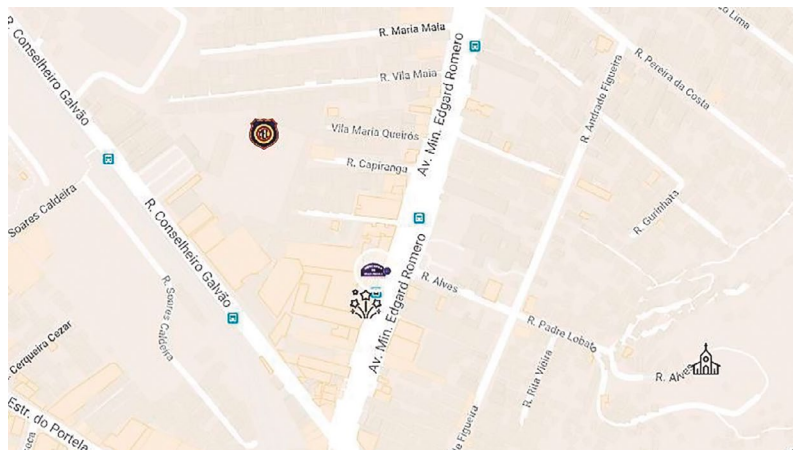 o Lima
R. Maria Mala
R. Conselheiro Galvão
Av. Min. Edgard Romero
R. Pereira da Costa
R. Vila Maia
R. Andrade Figueira
Vila Maria Queirós
R. Capiranga
Soares Caldeira
R. Conselheiro Galvão
R. Gurinhata
Av. Min. Edgard Romero
R. Alves
R. Soares Caldeira
R. Padre Lobato
Cerqueira Cezar
R. Rita Vieira
R. Alves
Estr. do Portela
e Figueira